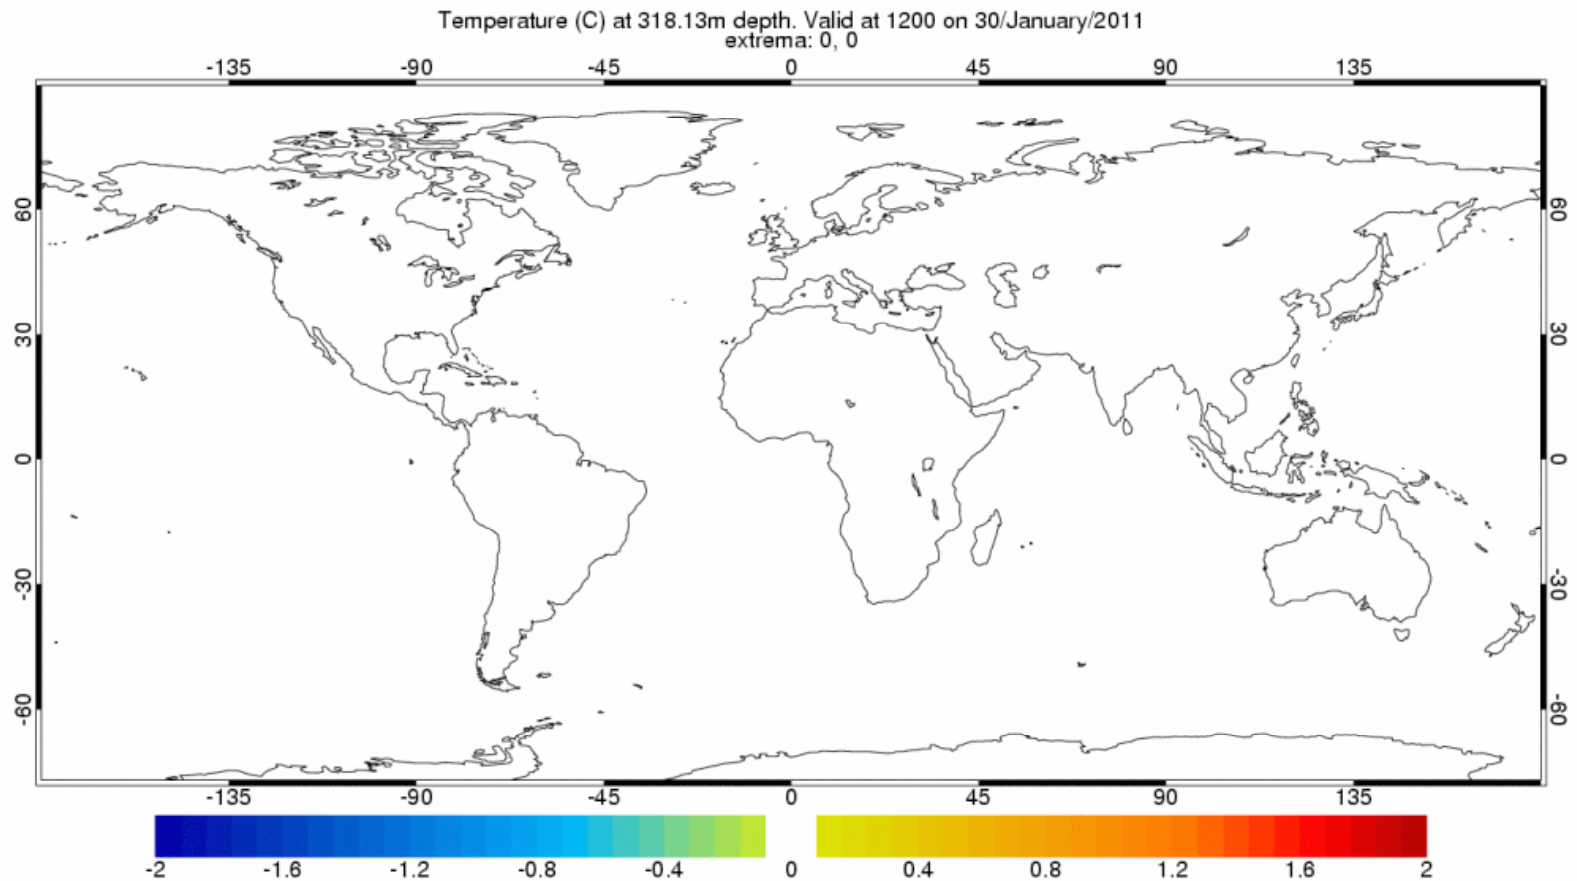 Temperature (C) at 318.13m depth. Valid at 1200 on 30/January/2011
extrema: 0, 0
-135 -90 -45 0 45 90 135
60 60
30 30
0 0
-30 -30
-60 -60
-135 -90 -45 0 45 90 135
-2 -1.6 -1.2 -0.8 -0.4 0 0.4 0.8 1.2 1.6 2